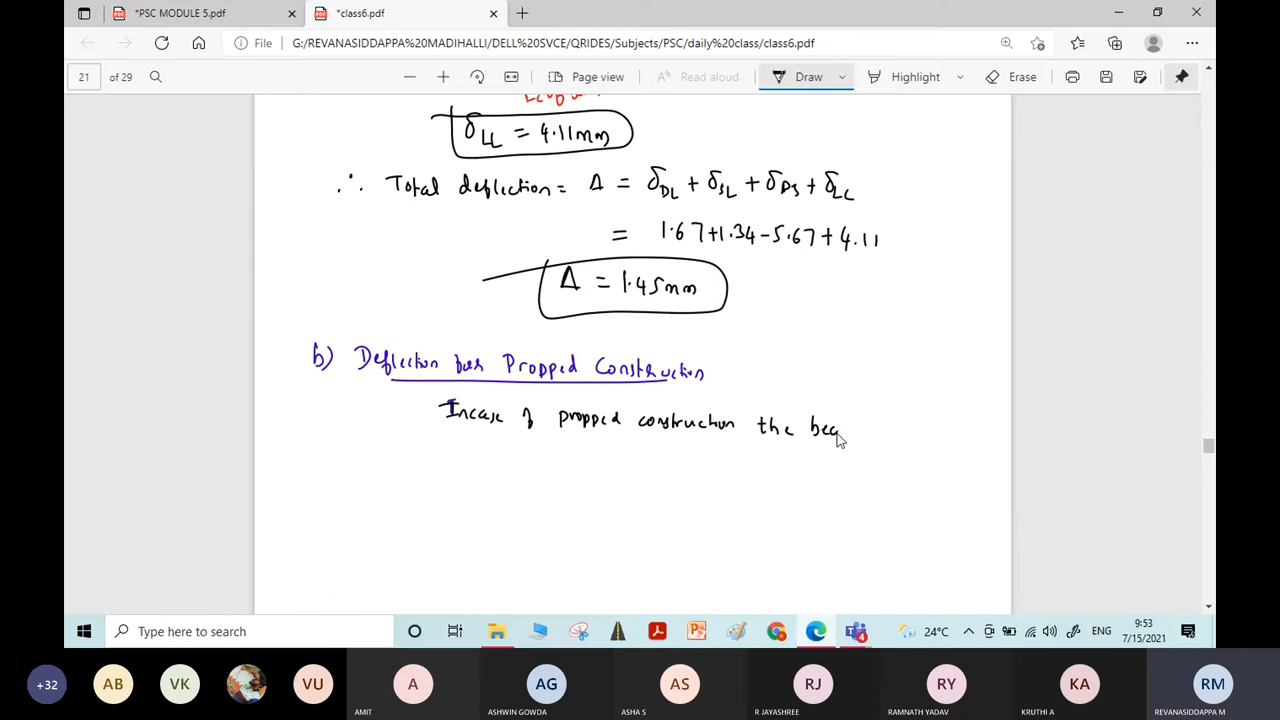 *PSC MODULE 5.pdf
*class6.pdf
File
G:/REVANASIDDAPPA MADIHALLI/DELL SVCE/QRIDES/Subjects/PSC/daily%20class/class6.pdf
21 of 29
Page view
Read aloud
Draw
Highlight
Erase
δLL = 4.11mm
∴ Total deflection = Δ = δDL + δSL + δPS + δLL
= 1.67+1.34-5.67+4.11
Δ = 1.45mm
b) Deflection for Propped Construction
Incase of propped construction the bea
Type here to search
24°C
ENG
9:53
7/15/2021
+32
AB
VK
VU
A
AMIT
AG
ASHWIN GOWDA
AS
ASHA S
RJ
R JAYASHREE
RY
RAMNATH YADAV
KA
KRUTHI A
RM
REVANASIDDAPPA M